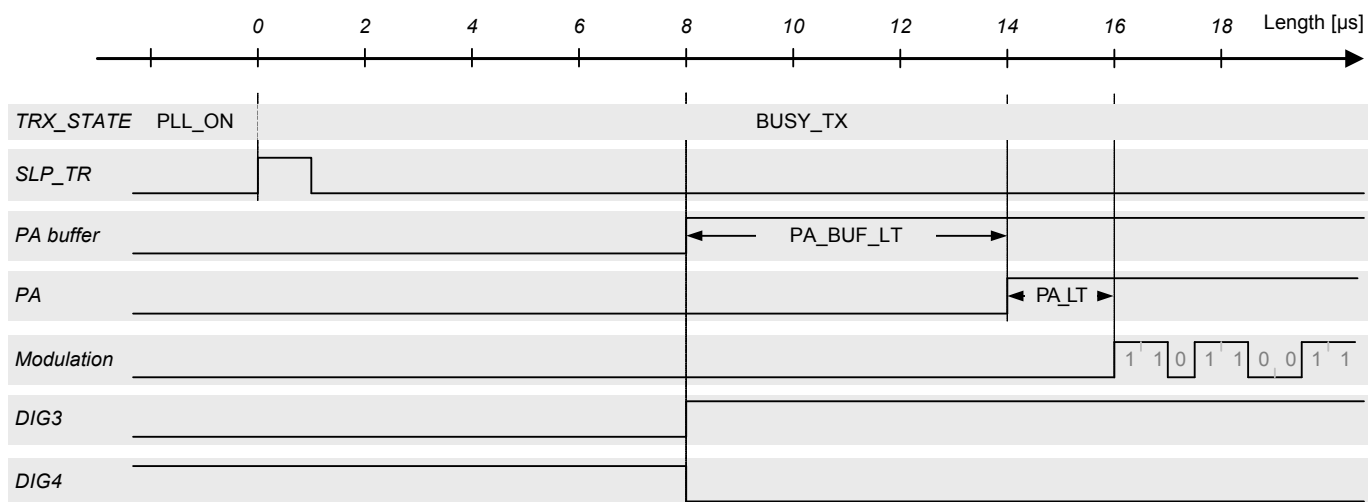 0 2 4 6 8 10 12 14 16 18 Length [µs]
TRX_STATE PLL_ON BUSY_TX
SLP_TR
PA buffer PA_BUF_LT
PA PA_LT
Modulation 1 1 0 1 1 0 0 1 1
DIG3
DIG4